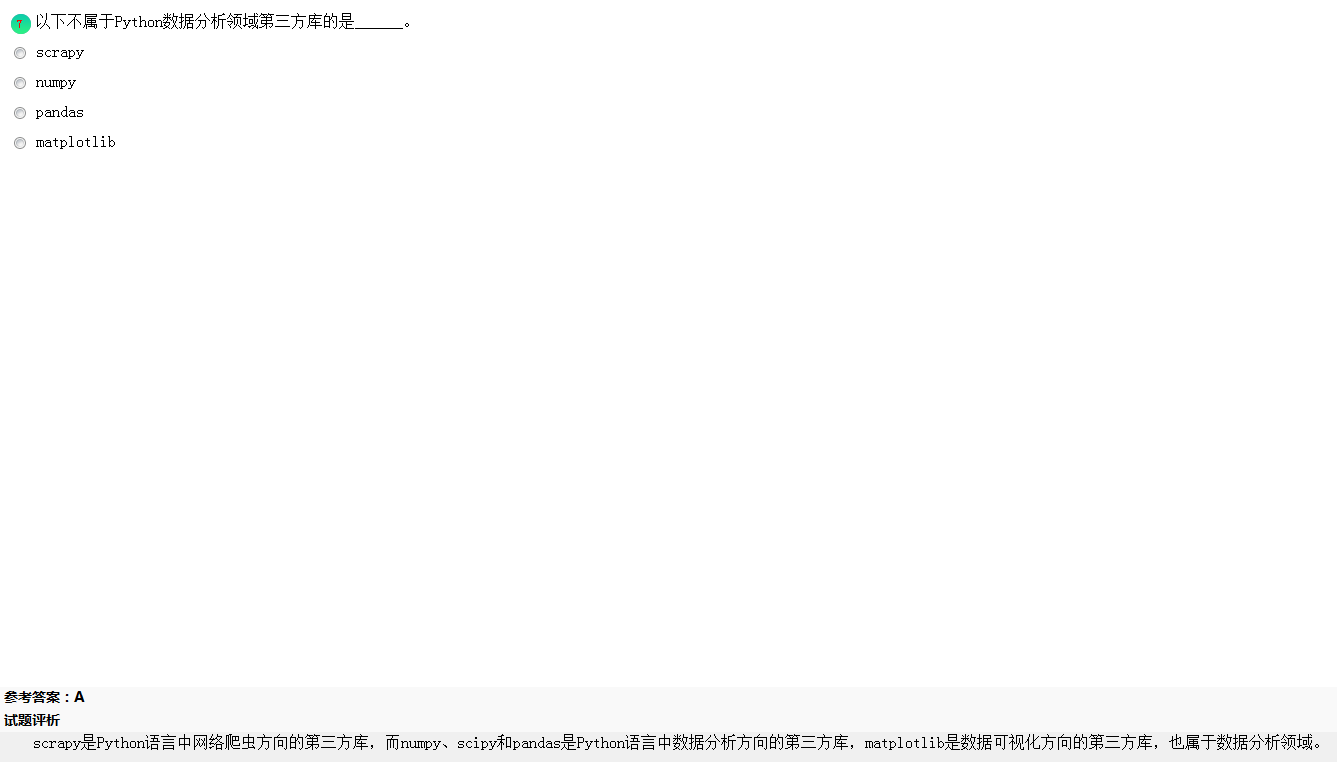 7 以下不属于Python数据分析领域第三方库的是______。
scrapy
numpy
pandas
matplotlib
参考答案：A
试题评析
scrapy是Python语言中网络爬虫方向的第三方库，而numpy、scipy和pandas是Python语言中数据分析方向的第三方库，matplotlib是数据可视化方向的第三方库，也属于数据分析领域。